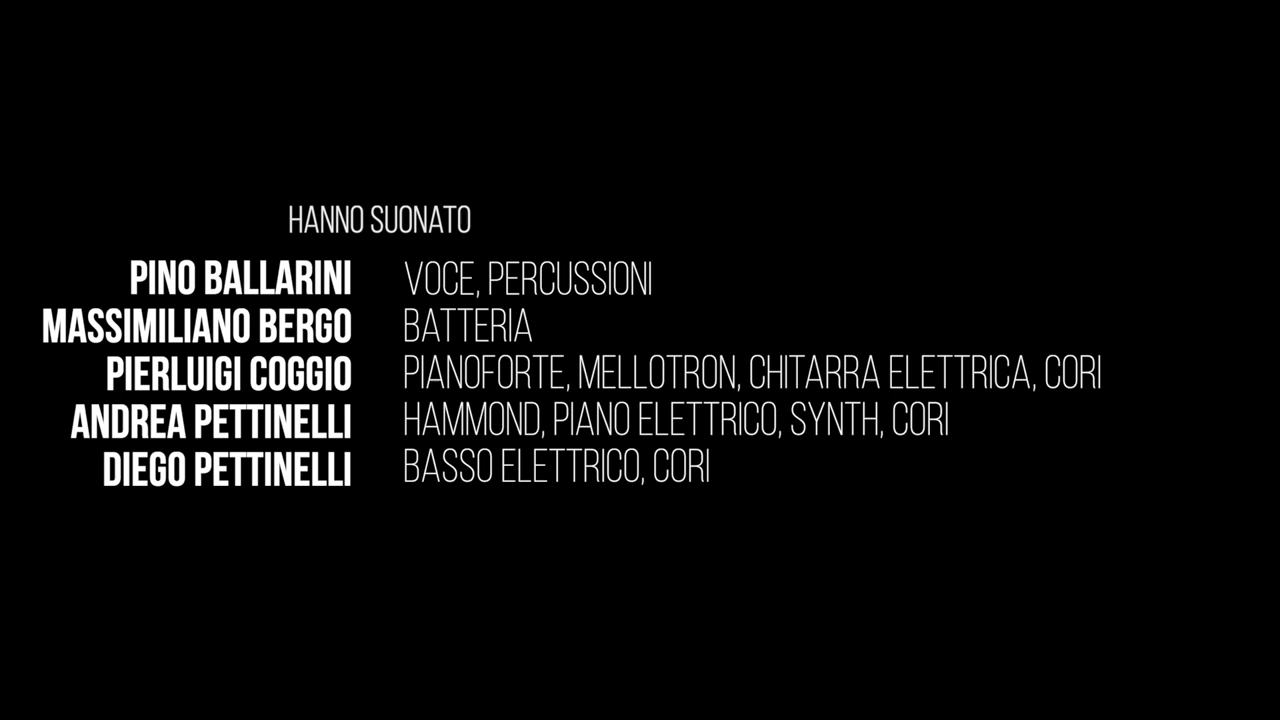 HANNO SUONATO
PINO BALLARINI VOCE, PERCUSSIONI
MASSIMILIANO BERGO BATTERIA
PIERLUIGI COGGIO PIANOFORTE, MELLOTRON, CHITARRA ELETTRICA, CORI
ANDREA PETTINELLI HAMMOND, PIANO ELETTRICO, SYNTH, CORI
DIEGO PETTINELLI BASSO ELETTRICO, CORI